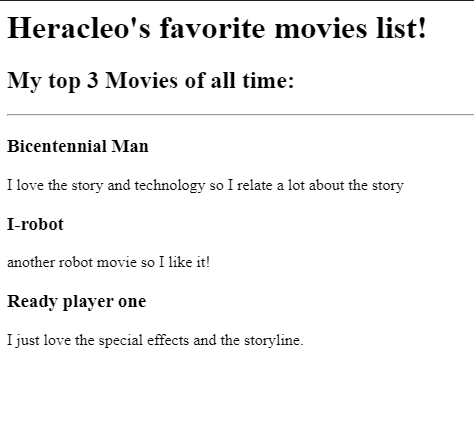 Heracleo's favorite movies list!
My top 3 Movies of all time:
Bicentennial Man
I love the story and technology so I relate a lot about the story
I-robot
another robot movie so I like it!
Ready player one
I just love the special effects and the storyline.